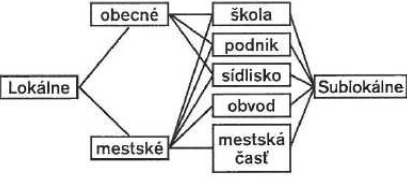 obecné
škola
podnik
sídlisko
Lokálne
Sublokálne
obvod
mestské
mestská
časť